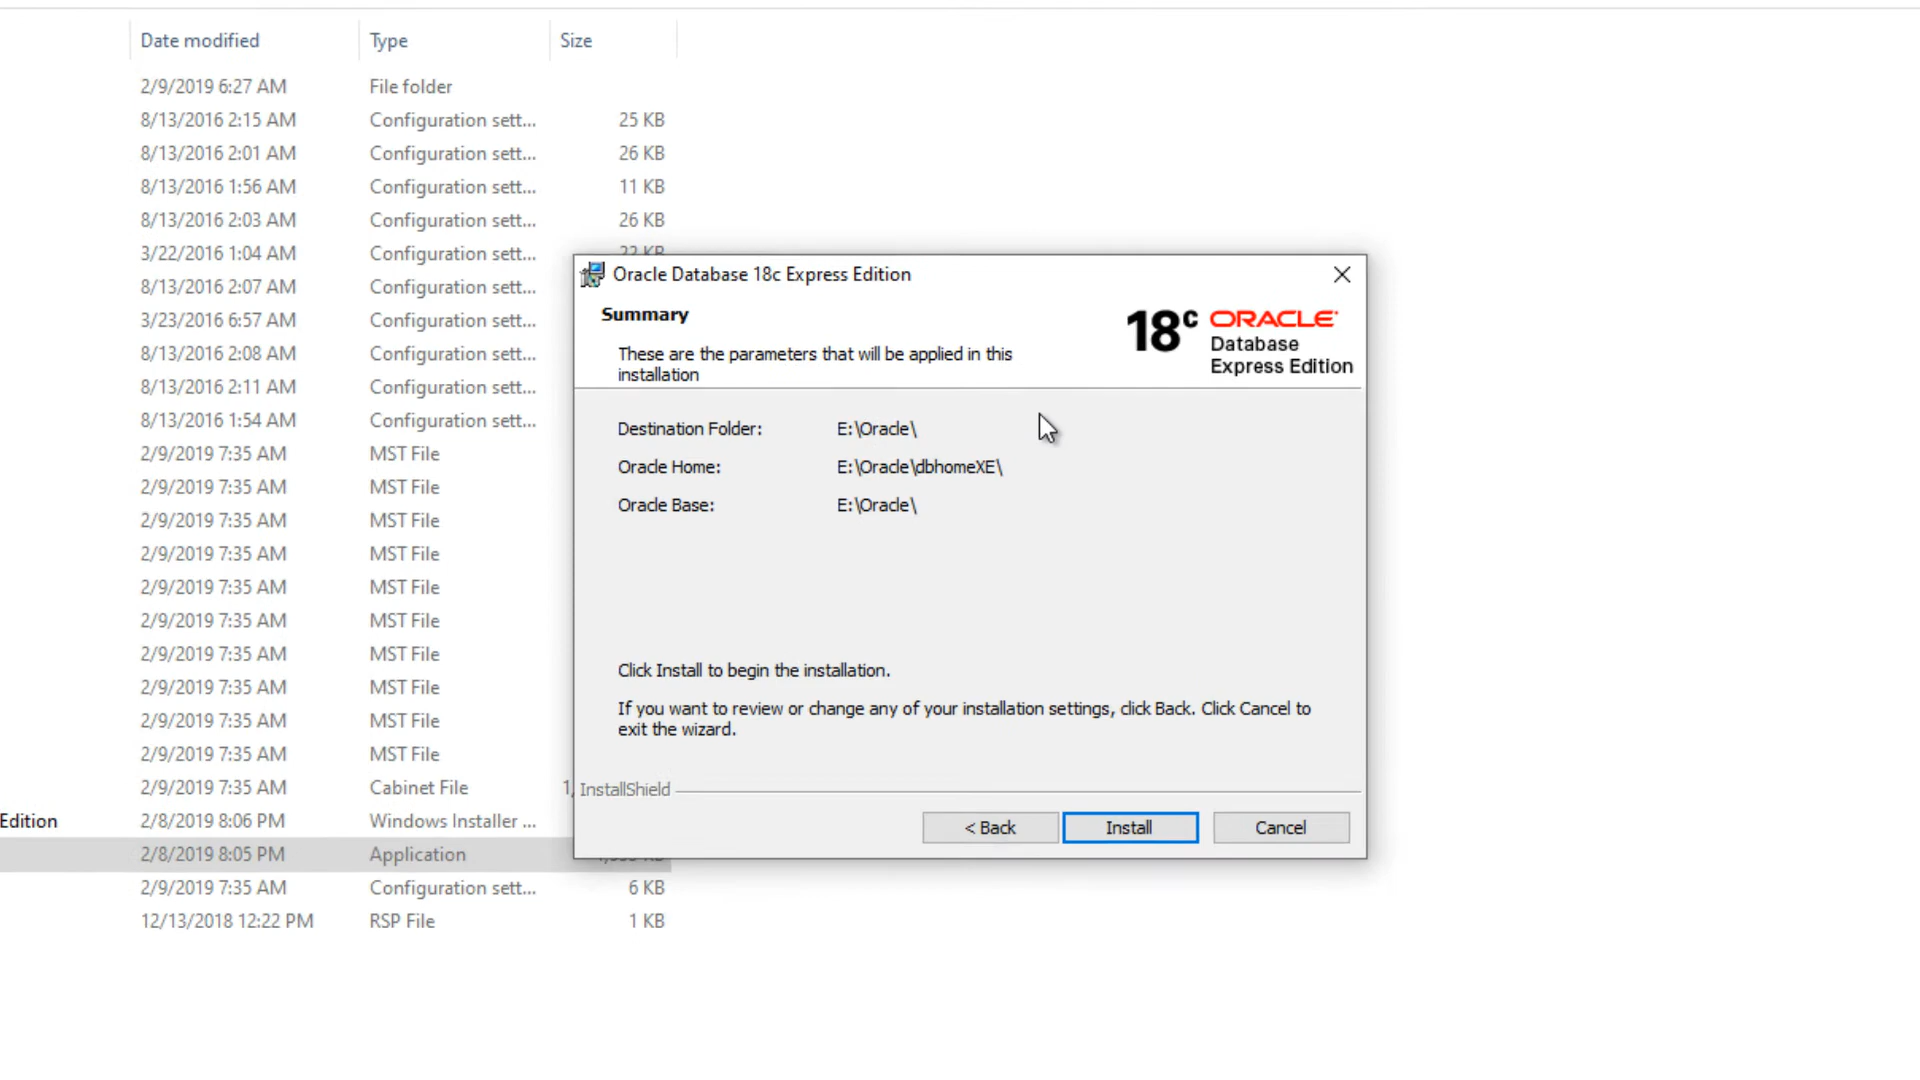 Date modified Type Size
2/9/2019 6:27 AM File folder
8/13/2016 2:15 AM Configuration sett... 25 KB
8/13/2016 2:01 AM Configuration sett... 26 KB
8/13/2016 1:56 AM Configuration sett... 11 KB
8/13/2016 2:03 AM Configuration sett... 26 KB
3/22/2016 1:04 AM Configuration sett... 22 KB
8/13/2016 2:07 AM Configuration sett...
3/23/2016 6:57 AM Configuration sett...
8/13/2016 2:08 AM Configuration sett...
8/13/2016 2:11 AM Configuration sett...
8/13/2016 1:54 AM Configuration sett...
2/9/2019 7:35 AM MST File
2/9/2019 7:35 AM MST File
2/9/2019 7:35 AM MST File
2/9/2019 7:35 AM MST File
2/9/2019 7:35 AM MST File
2/9/2019 7:35 AM MST File
2/9/2019 7:35 AM MST File
2/9/2019 7:35 AM MST File
2/9/2019 7:35 AM MST File
2/9/2019 7:35 AM MST File
2/9/2019 7:35 AM Cabinet File 1,
Edition 2/8/2019 8:06 PM Windows Installer ...
2/8/2019 8:05 PM Application
2/9/2019 7:35 AM Configuration sett... 6 KB
12/13/2018 12:22 PM RSP File 1 KB
Oracle Database 18c Express Edition
Summary
These are the parameters that will be applied in this
installation
18c ORACLE
Database
Express Edition
Destination Folder: E:\Oracle\
Oracle Home: E:\Oracle\dbhomeXE\
Oracle Base: E:\Oracle\
Click Install to begin the installation.
If you want to review or change any of your installation settings, click Back. Click Cancel to
exit the wizard.
InstallShield
< Back Install Cancel